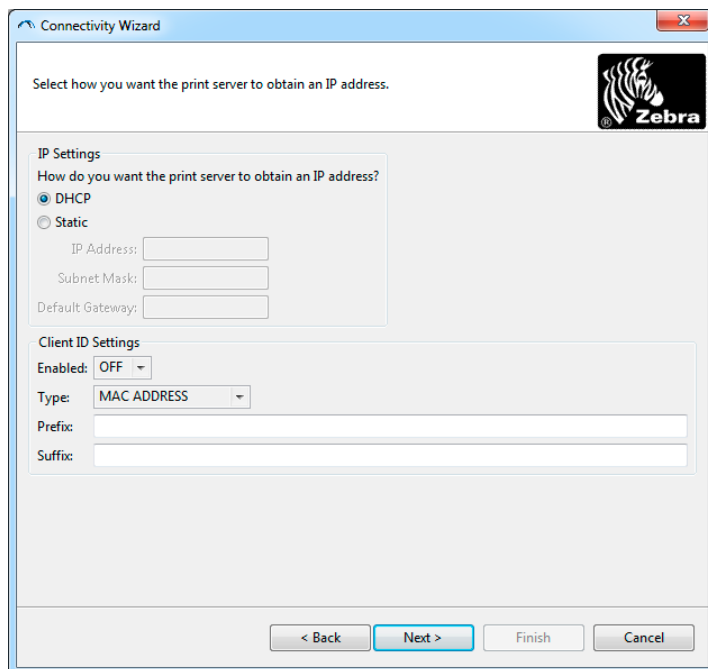 Connectivity Wizard
Select how you want the print server to obtain an IP address.
® Zebra
IP Settings
How do you want the print server to obtain an IP address?
DHCP
Static
IP Address:
Subnet Mask:
Default Gateway:
Client ID Settings
Enabled: OFF
Type: MAC ADDRESS
Prefix:
Suffix:
< Back Next > Finish Cancel